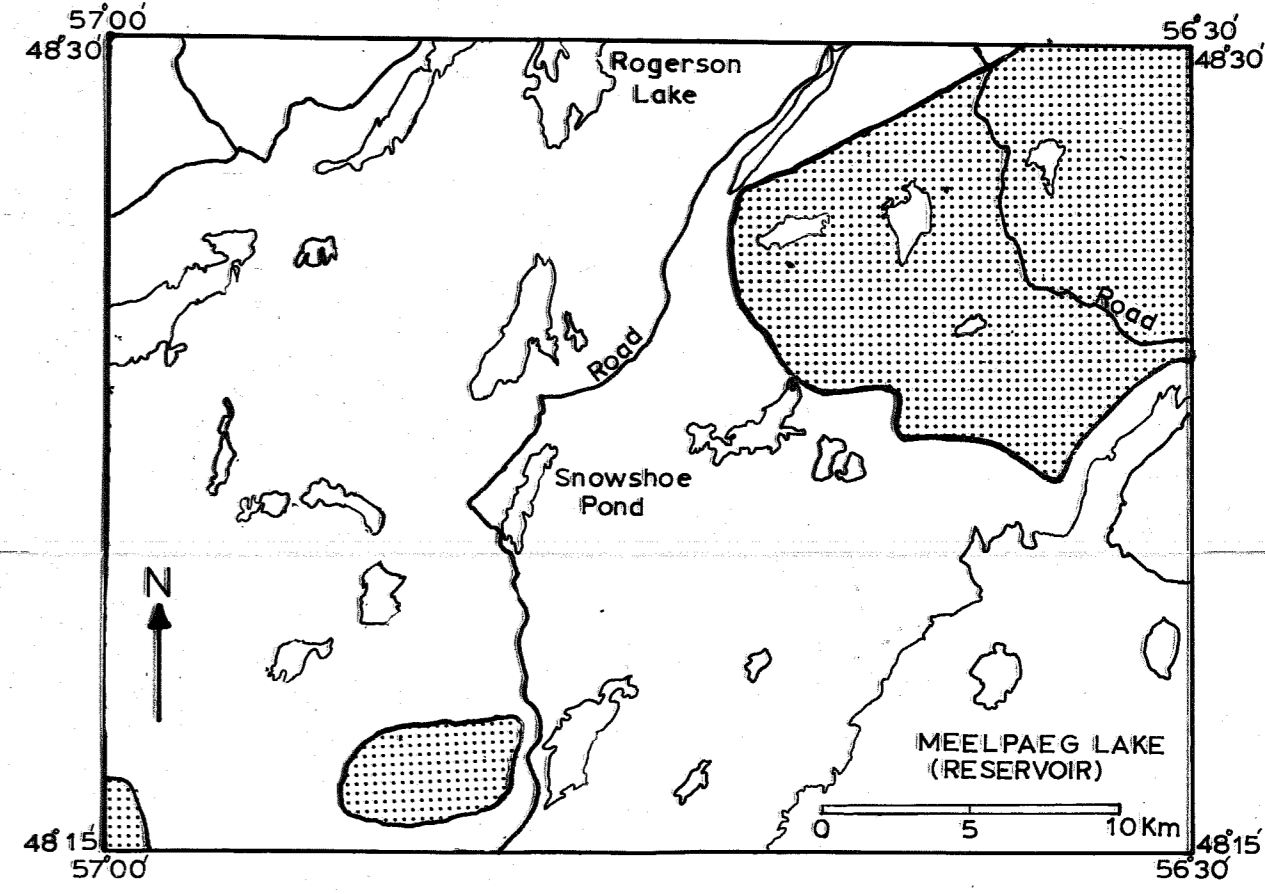 57°00'
56°30'
48°30'
48°30'
Rogerson
Lake
Road
Road
Snowshoe
Pond
N
MEELPAEG LAKE
(RESERVOIR)
0 5 10 Km
48°15'
48°15'
57°00'
56°30'